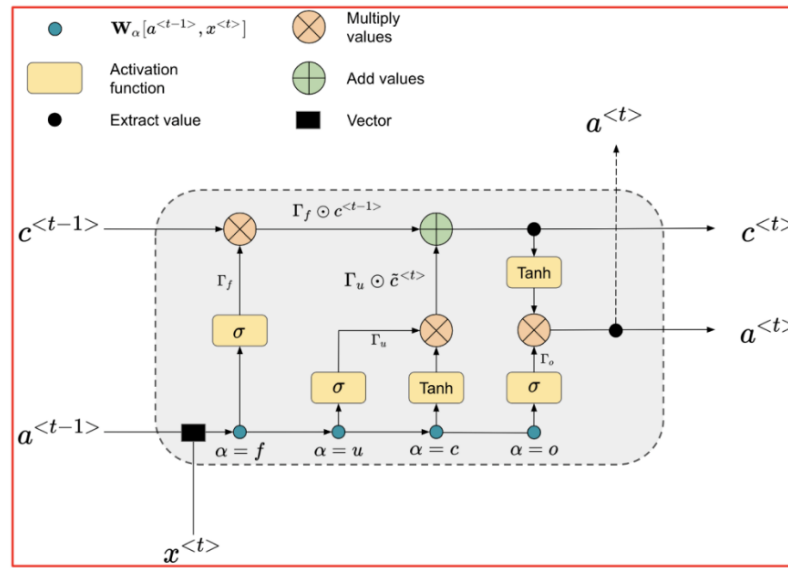 W_α[a^{<t-1>}, x^{<t>}]
Multiply values
Activation function
Add values
Extract value
Vector
a^{<t>}
c^{<t-1>}
Γ_f ⊙ c^{<t-1>}
c^{<t>}
Tanh
Γ_f
Γ_u ⊙ c̃^{<t>}
σ
Γ_u
a^{<t>}
Γ_o
σ
Tanh
σ
a^{<t-1>}
α = f
α = u
α = c
α = o
x^{<t>}